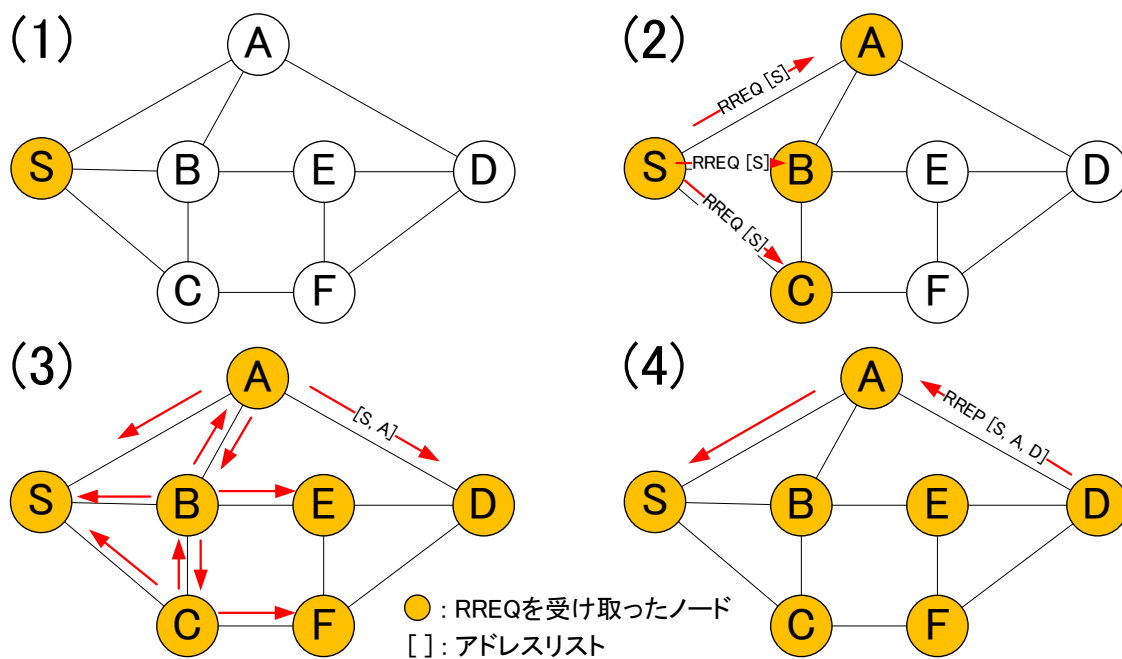 (1)
A
S
B
E
D
C
F
(2)
A
RREQ [S]
S
RREQ [S]
B
E
D
RREQ [S]
C
F
(3)
A
[S, A]
S
B
E
D
C
F
(4)
A
RREP [S, A, D]
S
B
E
D
C
F
: RREQを受け取ったノード
[ ] : アドレスリスト